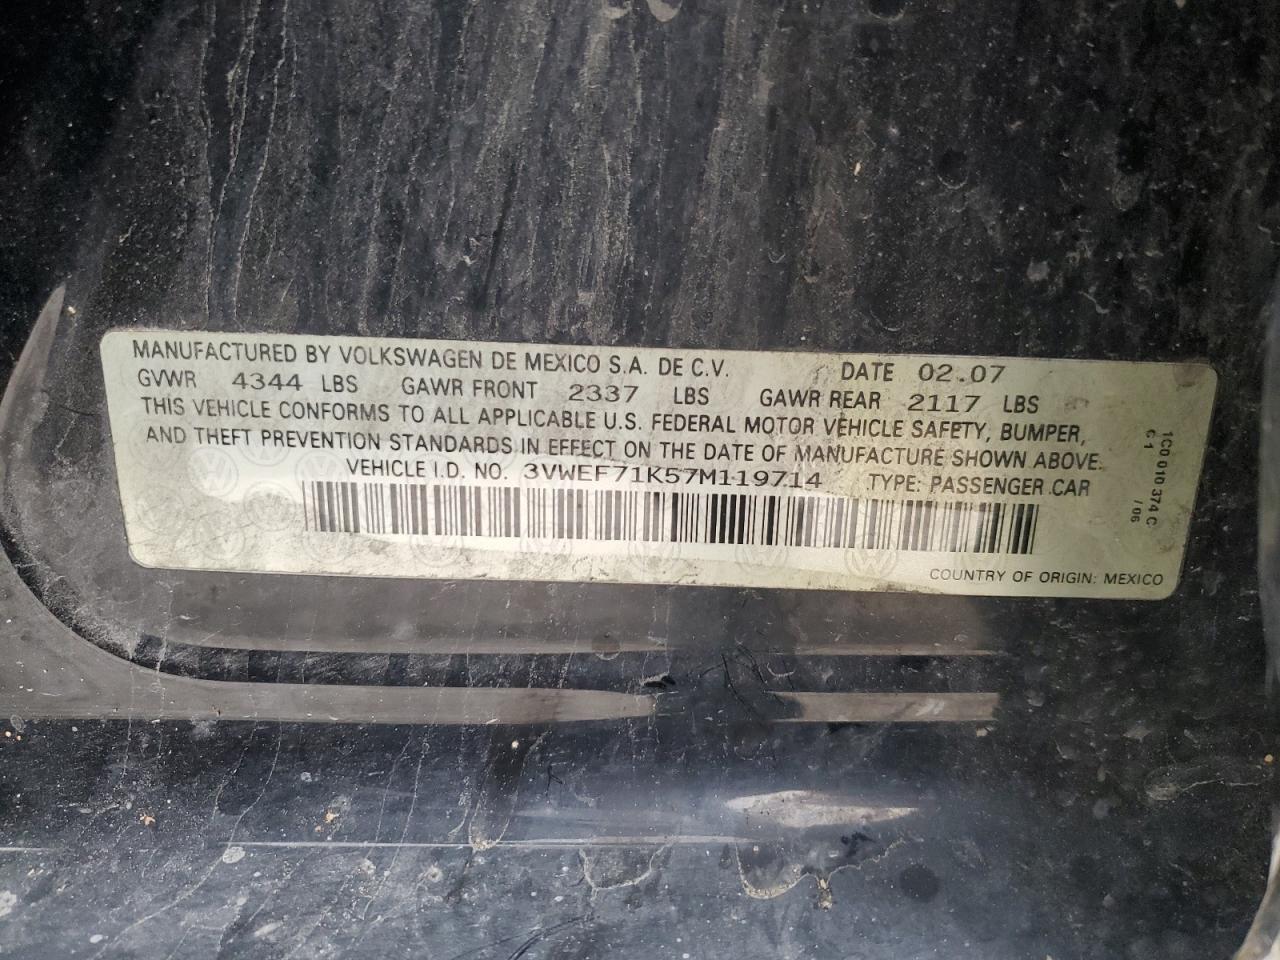 MANUFACTURED BY VOLKSWAGEN DE MEXICO S.A. DE C.V. DATE 02.07
GVWR 4344 LBS GAWR FRONT 2337 LBS GAWR REAR 2117 LBS
THIS VEHICLE CONFORMS TO ALL APPLICABLE U.S. FEDERAL MOTOR VEHICLE SAFETY, BUMPER,
AND THEFT PREVENTION STANDARDS IN EFFECT ON THE DATE OF MANUFACTURE SHOWN ABOVE.
VEHICLE I.D. NO. 3VWEF71K57M119714 TYPE: PASSENGER CAR
COUNTRY OF ORIGIN: MEXICO
1C0 010 374 C
G 1 /06